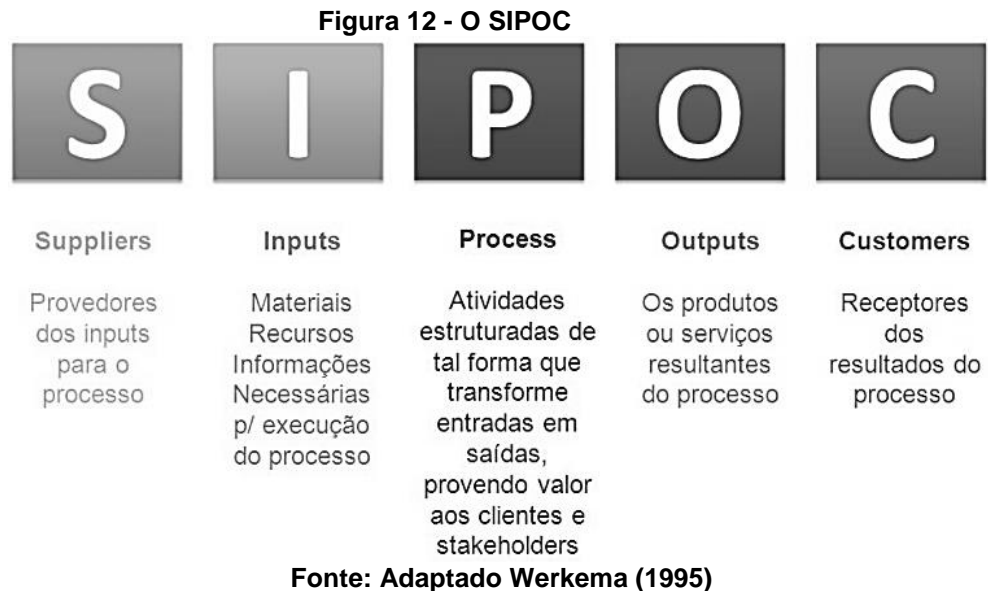 Figura 12 - O SIPOC
S I P O C
Suppliers
Provedores
dos inputs
para o
processo
Inputs
Materiais
Recursos
Informações
Necessárias
p/ execução
do processo
Process
Atividades
estruturadas de
tal forma que
transforme
entradas em
saídas,
provendo valor
aos clientes e
stakeholders
Outputs
Os produtos
ou serviços
resultantes
do processo
Customers
Receptores
dos
resultados do
processo
Fonte: Adaptado Werkema (1995)